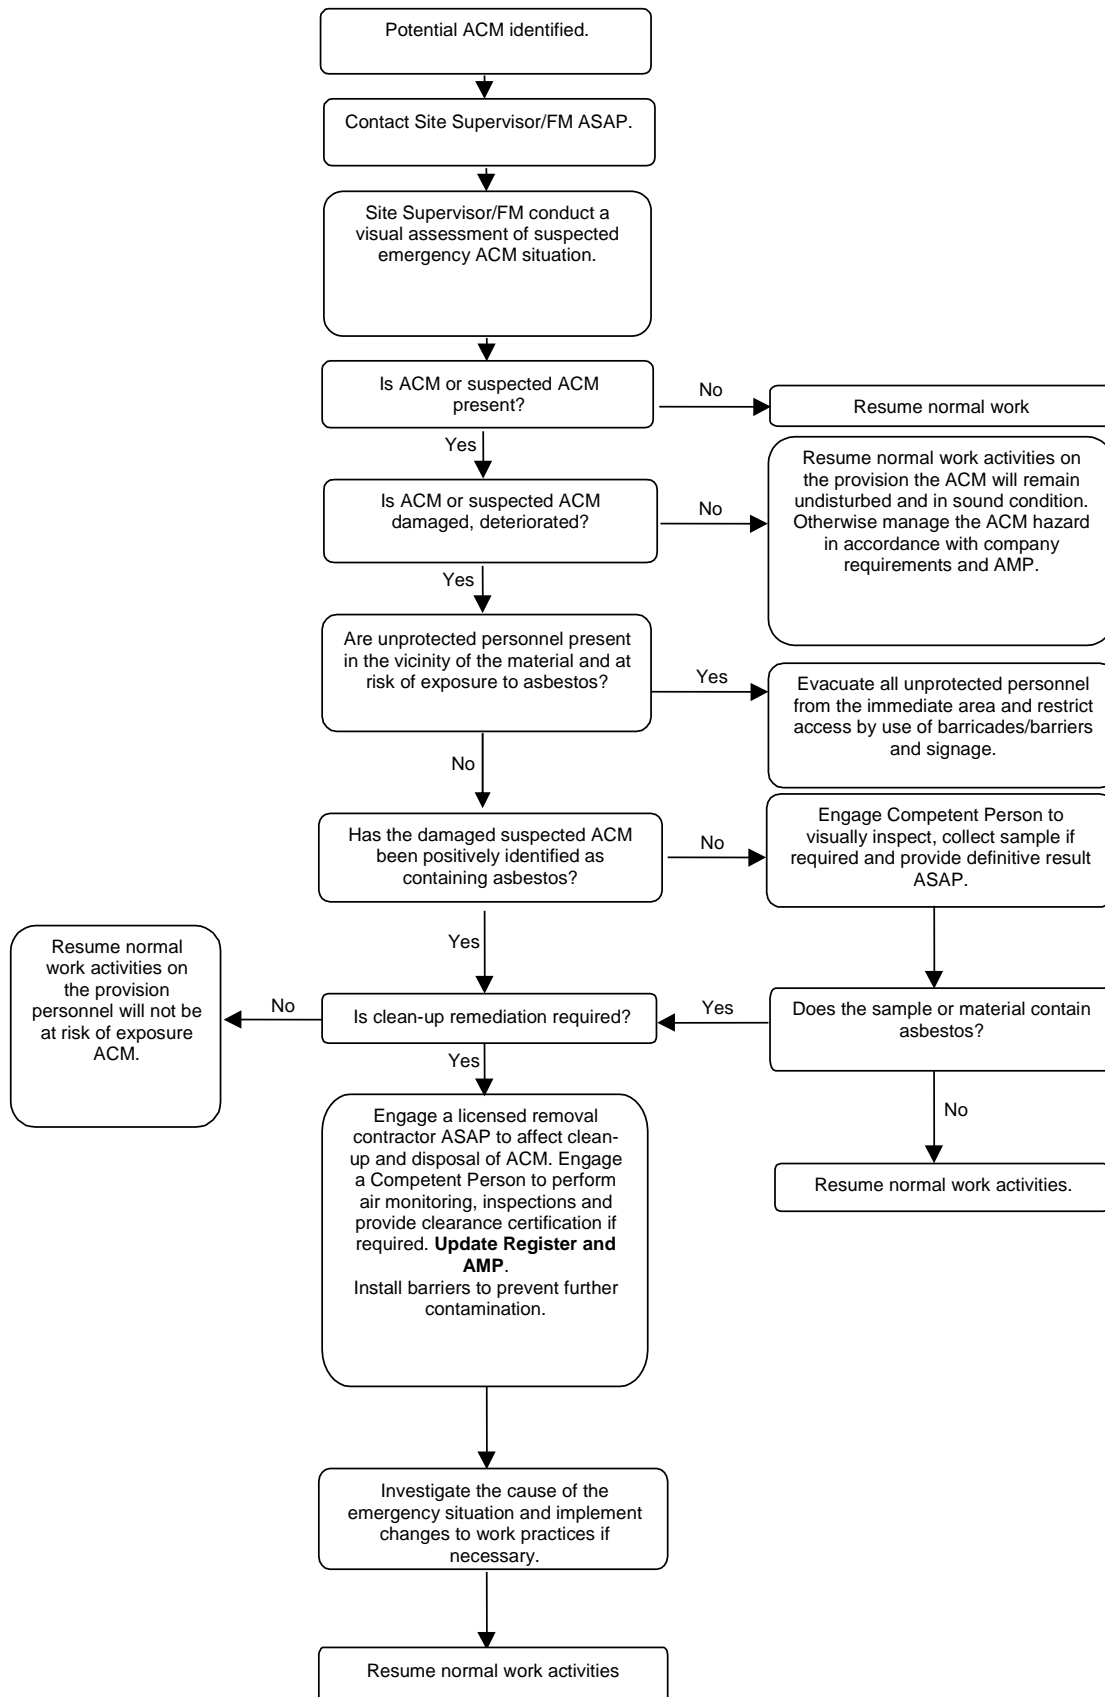 Potential ACM identified.
Contact Site Supervisor/FM ASAP.
Site Supervisor/FM conduct a
visual assessment of suspected
emergency ACM situation.
Is ACM or suspected ACM
present?
No
Resume normal work
Yes
Is ACM or suspected ACM
damaged, deteriorated?
No
Resume normal work activities on
the provision the ACM will remain
undisturbed and in sound condition.
Otherwise manage the ACM hazard
in accordance with company
requirements and AMP.
Yes
Are unprotected personnel present
in the vicinity of the material and at
risk of exposure to asbestos?
Yes
Evacuate all unprotected personnel
from the immediate area and restrict
access by use of barricades/barriers
and signage.
No
Has the damaged suspected ACM
been positively identified as
containing asbestos?
No
Engage Competent Person to
visually inspect, collect sample if
required and provide definitive result
ASAP.
Yes
Resume normal
work activities on
the provision
personnel will not be
at risk of exposure
ACM.
No
Is clean-up remediation required?
Yes
Does the sample or material contain
asbestos?
Yes
No
Engage a licensed removal
contractor ASAP to affect clean-
up and disposal of ACM. Engage
a Competent Person to perform
air monitoring, inspections and
provide clearance certification if
required. Update Register and
AMP.
Install barriers to prevent further
contamination.
Resume normal work activities.
Investigate the cause of the
emergency situation and implement
changes to work practices if
necessary.
Resume normal work activities